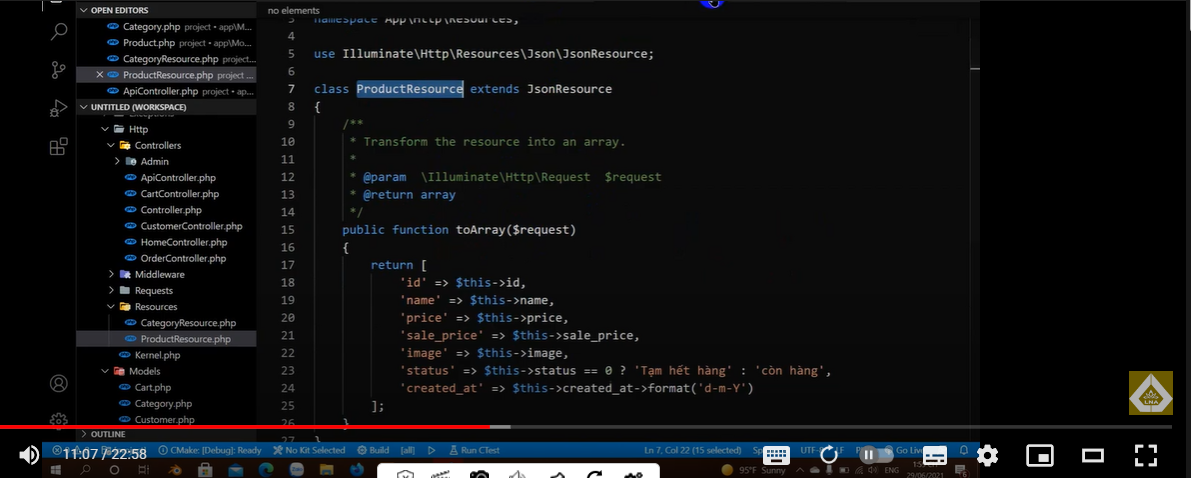 OPEN EDITORS
Category.php project • app\M...
Product.php project • app\Mo...
CategoryResource.php project...
ProductResource.php project ...
ApiController.php project • ap...
UNTITLED (WORKSPACE)
Exceptions
Http
Controllers
Admin
ApiController.php
CartController.php
Controller.php
CustomerController.php
HomeController.php
OrderController.php
Middleware
Requests
Resources
CategoryResource.php
ProductResource.php
Kernel.php
Models
Cart.php
Category.php
Customer.php
OUTLINE
no elements
3 namespace App\Http\Resources;
4
5 use Illuminate\Http\Resources\Json\JsonResource;
6
7 class ProductResource extends JsonResource
8 {
9 /**
10 * Transform the resource into an array.
11 *
12 * @param \Illuminate\Http\Request $request
13 * @return array
14 */
15 public function toArray($request)
16 {
17 return [
18 'id' => $this->id,
19 'name' => $this->name,
20 'price' => $this->price,
21 'sale_price' => $this->sale_price,
22 'image' => $this->image,
23 'status' => $this->status == 0 ? 'Tạm hết hàng' : 'còn hàng',
24 'created_at' => $this->created_at->format('d-m-Y')
25 ];
26 }
27 }
LNA
CMake: [Debug]: Ready No Kit Selected Build [all] Run CTest Ln 7, Col 22 (15 selected) Go Live
11:07 / 22:58
95°F Sunny ENG
29/06/2021